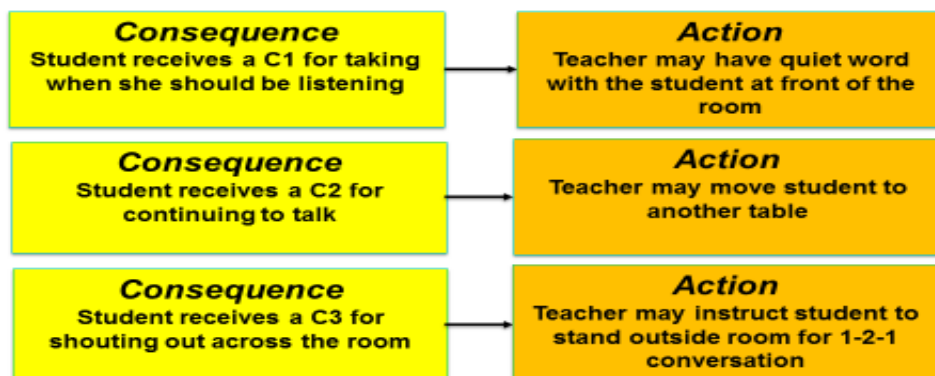 Consequence
Student receives a C1 for taking
when she should be listening
Action
Teacher may have quiet word
with the student at front of the
room
Consequence
Student receives a C2 for
continuing to talk
Action
Teacher may move student to
another table
Consequence
Student receives a C3 for
shouting out across the room
Action
Teacher may instruct student to
stand outside room for 1-2-1
conversation